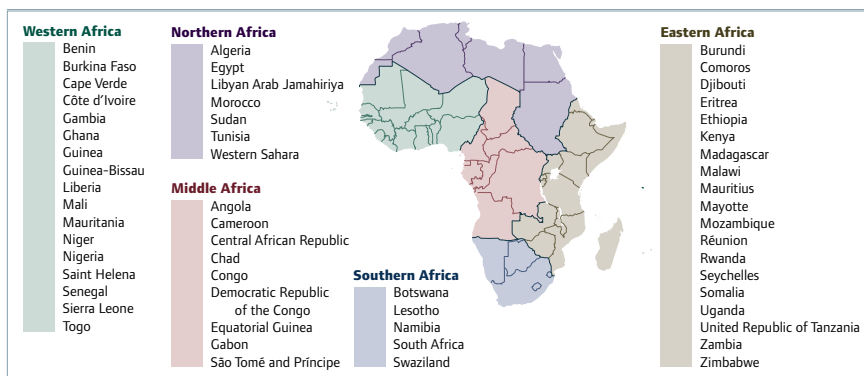 Western Africa
Benin
Burkina Faso
Cape Verde
Côte d'Ivoire
Gambia
Ghana
Guinea
Guinea-Bissau
Liberia
Mali
Mauritania
Niger
Nigeria
Saint Helena
Senegal
Sierra Leone
Togo
Northern Africa
Algeria
Egypt
Libyan Arab Jamahiriya
Morocco
Sudan
Tunisia
Western Sahara
Middle Africa
Angola
Cameroon
Central African Republic
Chad
Congo
Democratic Republic
of the Congo
Equatorial Guinea
Gabon
São Tomé and Príncipe
Southern Africa
Botswana
Lesotho
Namibia
South Africa
Swaziland
Eastern Africa
Burundi
Comoros
Djibouti
Eritrea
Ethiopia
Kenya
Madagascar
Malawi
Mauritius
Mayotte
Mozambique
Réunion
Rwanda
Seychelles
Somalia
Uganda
United Republic of Tanzania
Zambia
Zimbabwe